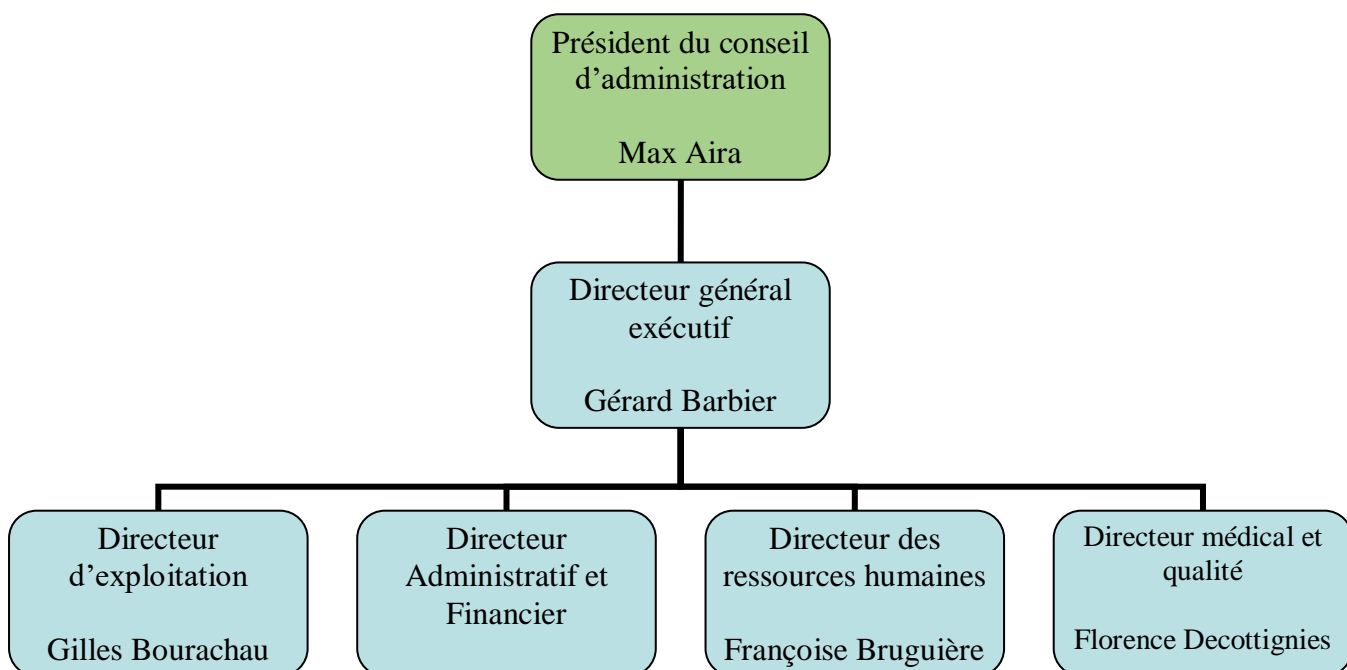 Président du conseil
d’administration
Max Aira
Directeur général
exécutif
Gérard Barbier
Directeur
d’exploitation
Gilles Bourachau
Directeur
Administratif et
Financier
Directeur des
ressources humaines
Françoise Bruguière
Directeur médical et
qualité
Florence Decottignies